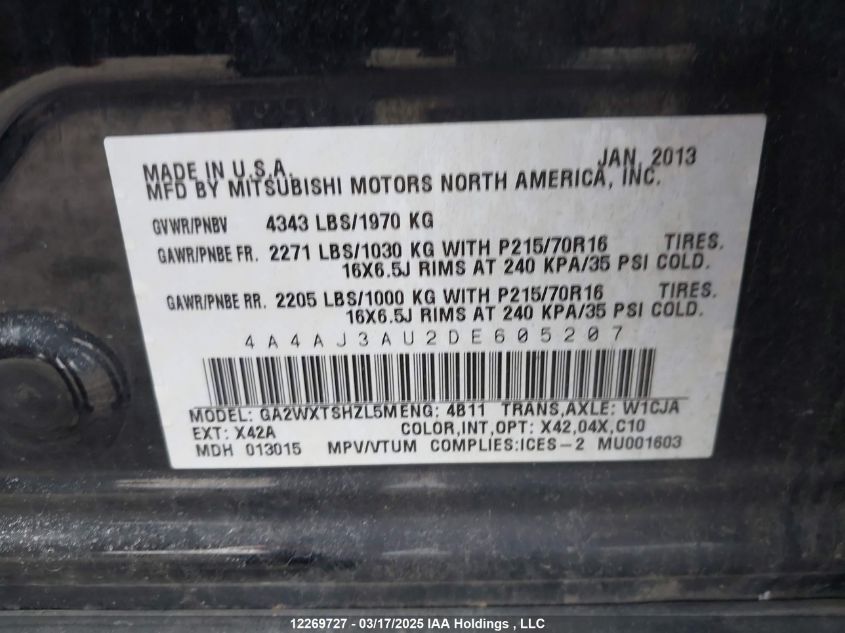 JAN, 2013
MADE IN U.S.A.
MFD BY MITSUBISHI MOTORS NORTH AMERICA, INC.
GVWR/PNBV 4343 LBS/1970 KG
GAWR/PNBE FR. 2271 LBS/1030 KG WITH P215/70R16 TIRES.
16X6.5J RIMS AT 240 KPA/35 PSI COLD.
GAWR/PNBE RR. 2205 LBS/1000 KG WITH P215/70R16 TIRES.
16X6.5J RIMS AT 240 KPA/35 PSI COLD.
4A4AJ3AU2DE605207
MODEL: GA2WXTSHZL5M ENG: 4B11 TRANS,AXLE: W1CJA
EXT: X42A COLOR,INT,OPT: X42,04X,C10
MDH 013015 MPV/VTUM COMPLIES:ICES-2 MU001603
12269727 - 03/17/2025 IAA Holdings , LLC